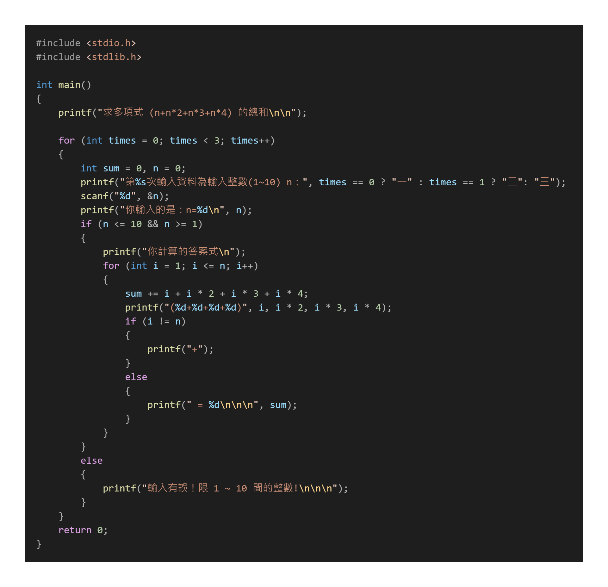 #include <stdio.h>
#include <stdlib.h>
int main()
{
printf("求多項式 (n+n*2+n*3+n*4) 的總和\n\n");
for (int times = 0; times < 3; times++)
{
int sum = 0, n = 0;
printf("第%s次輸入資料為輸入整數(1~10) n：", times == 0 ? "一" : times == 1 ? "二": "三");
scanf("%d", &n);
printf("你輸入的是：n=%d\n", n);
if (n <= 10 && n >= 1)
{
printf("你計算的答案式\n");
for (int i = 1; i <= n; i++)
{
sum += i + i * 2 + i * 3 + i * 4;
printf("(%d+%d+%d+%d)", i, i * 2, i * 3, i * 4);
if (i != n)
{
printf("+");
}
else
{
printf(" = %d\n\n\n", sum);
}
}
}
else
{
printf("輸入有誤！限 1 ~ 10 間的整數!\n\n\n");
}
}
return 0;
}